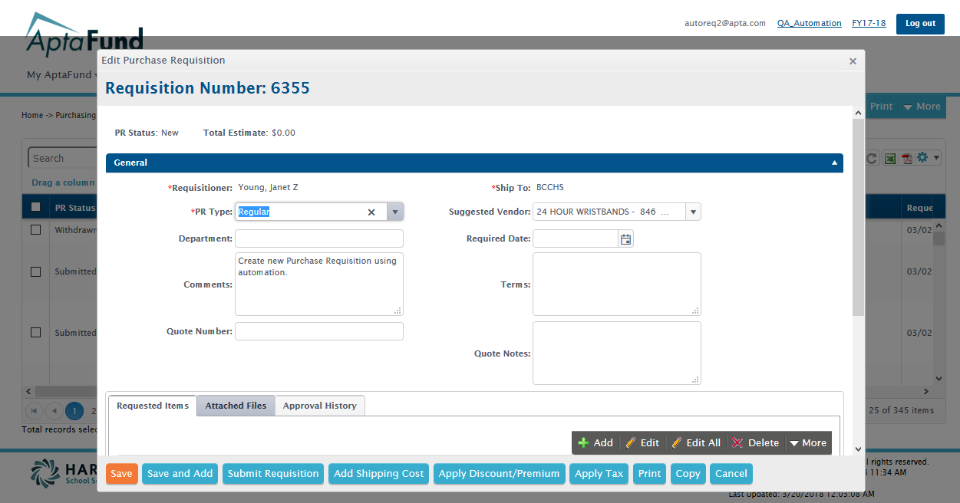 AptaFund
autoreq2@apta.com QA_Automation FY17-18 Log out
My AptaFund
Home -> Purchasing
Print More
Edit Purchase Requisition ×
Requisition Number: 6355
PR Status: New Total Estimate: $0.00
General
*Requisitioner: Young, Janet Z *Ship To: BCCHS
*PR Type: Regular Suggested Vendor: 24 HOUR WRISTBANDS - 846 ...
Department: Required Date:
Comments: Create new Purchase Requisition using
automation.
Terms:
Quote Number:
Quote Notes:
Requested Items Attached Files Approval History
Add Edit Edit All Delete More
Save Save and Add Submit Requisition Add Shipping Cost Apply Discount/Premium Apply Tax Print Copy Cancel
Search
Drag a column
PR Status
Withdrawn
Submitted
Submitted
Reque
03/02
03/02
03/02
1 2
25 of 345 items
Total records selec
HAR
School S
l rights reserved.
11:34 AM
Last Updated: 3/20/2018 12:03:08 AM